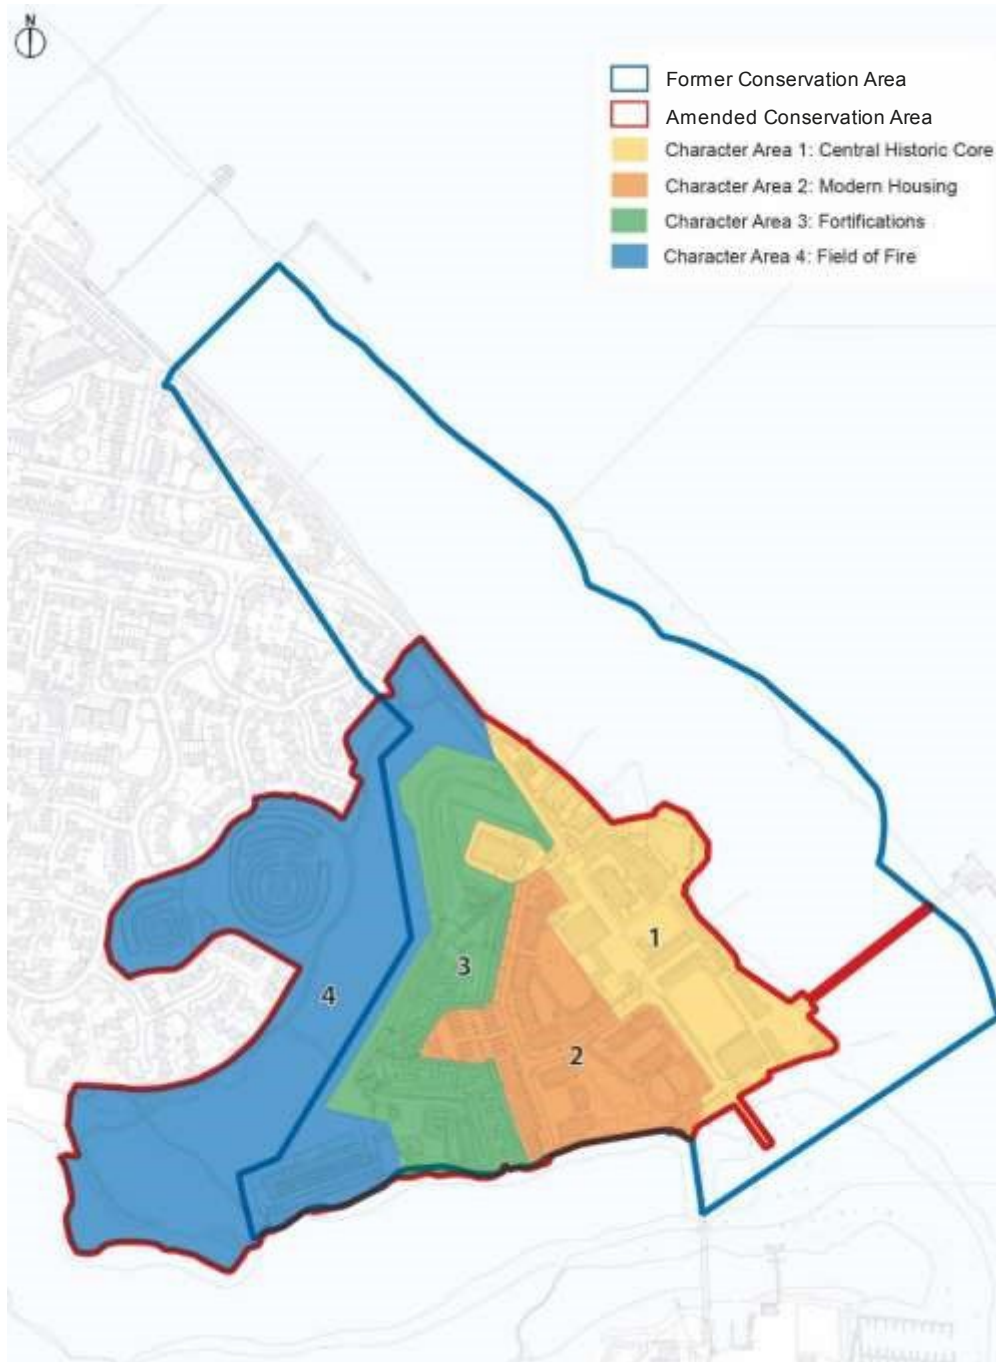 N
Former Conservation Area
Amended Conservation Area
Character Area 1: Central Historic Core
Character Area 2: Modern Housing
Character Area 3: Fortifications
Character Area 4: Field of Fire
1
3
4
2